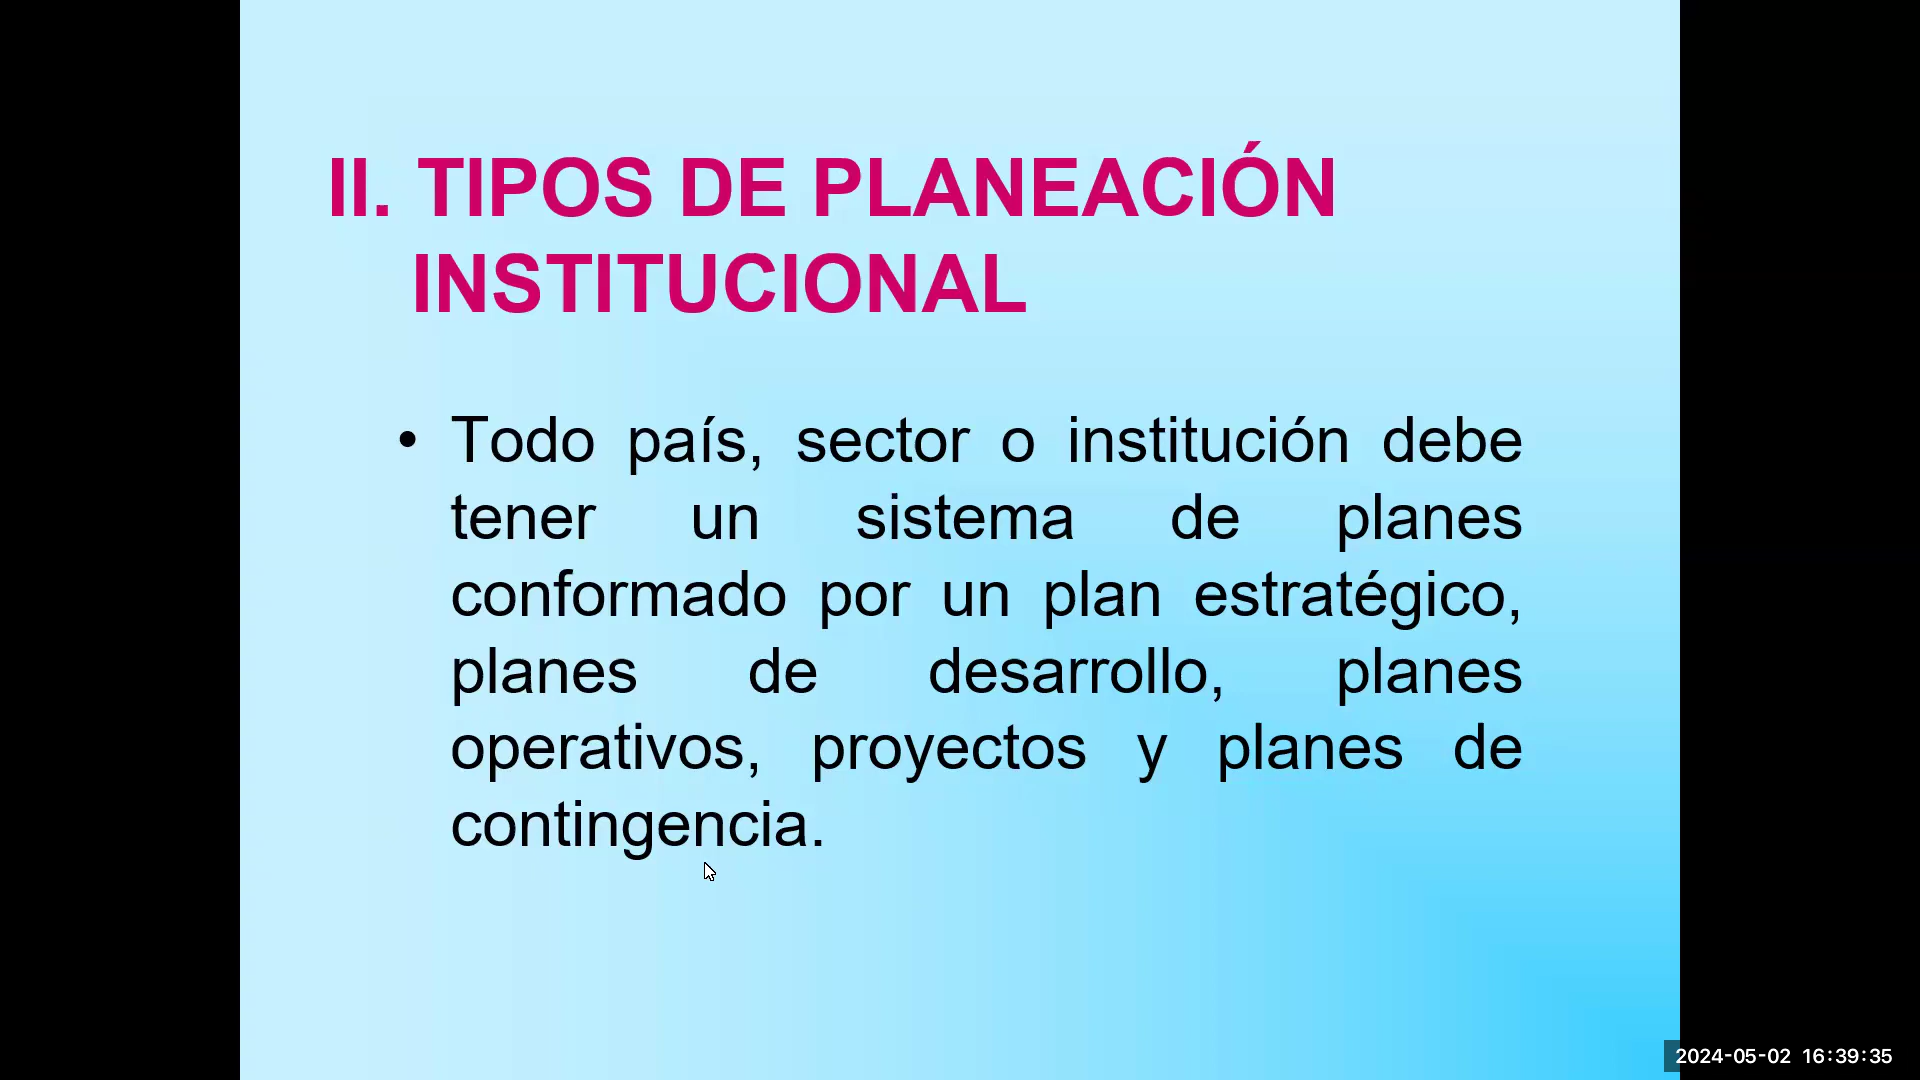 II. TIPOS DE PLANEACIÓN
INSTITUCIONAL
• Todo país, sector o institución debe
tener un sistema de planes
conformado por un plan estratégico,
planes de desarrollo, planes
operativos, proyectos y planes de
contingencia.
2024-05-02 16:39:35